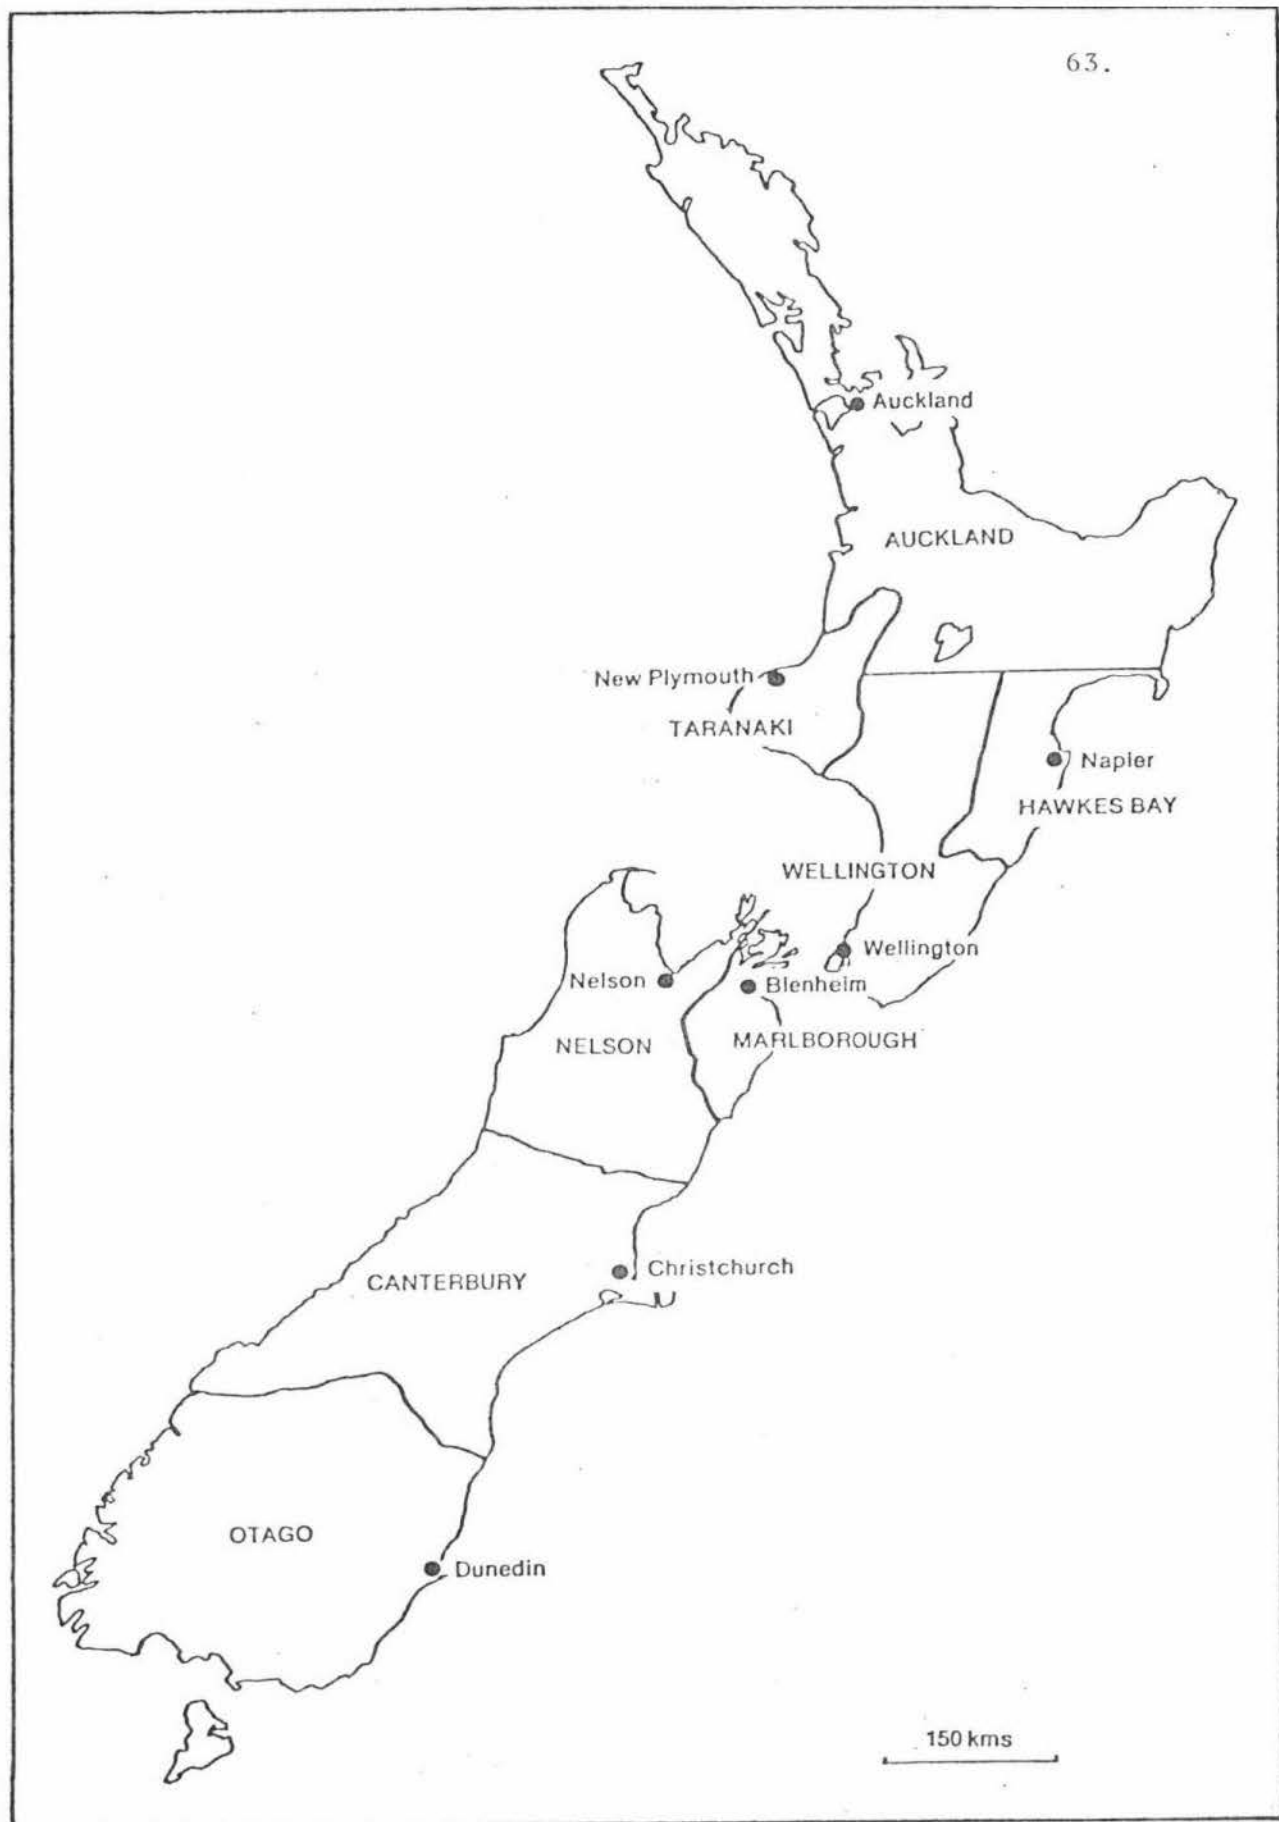 63.
Auckland
AUCKLAND
New Plymouth
TARANAKI
Napier
HAWKES BAY
WELLINGTON
Wellington
Nelson
Blenheim
NELSON
MARLBOROUGH
Christchurch
CANTERBURY
OTAGO
Dunedin
150 kms